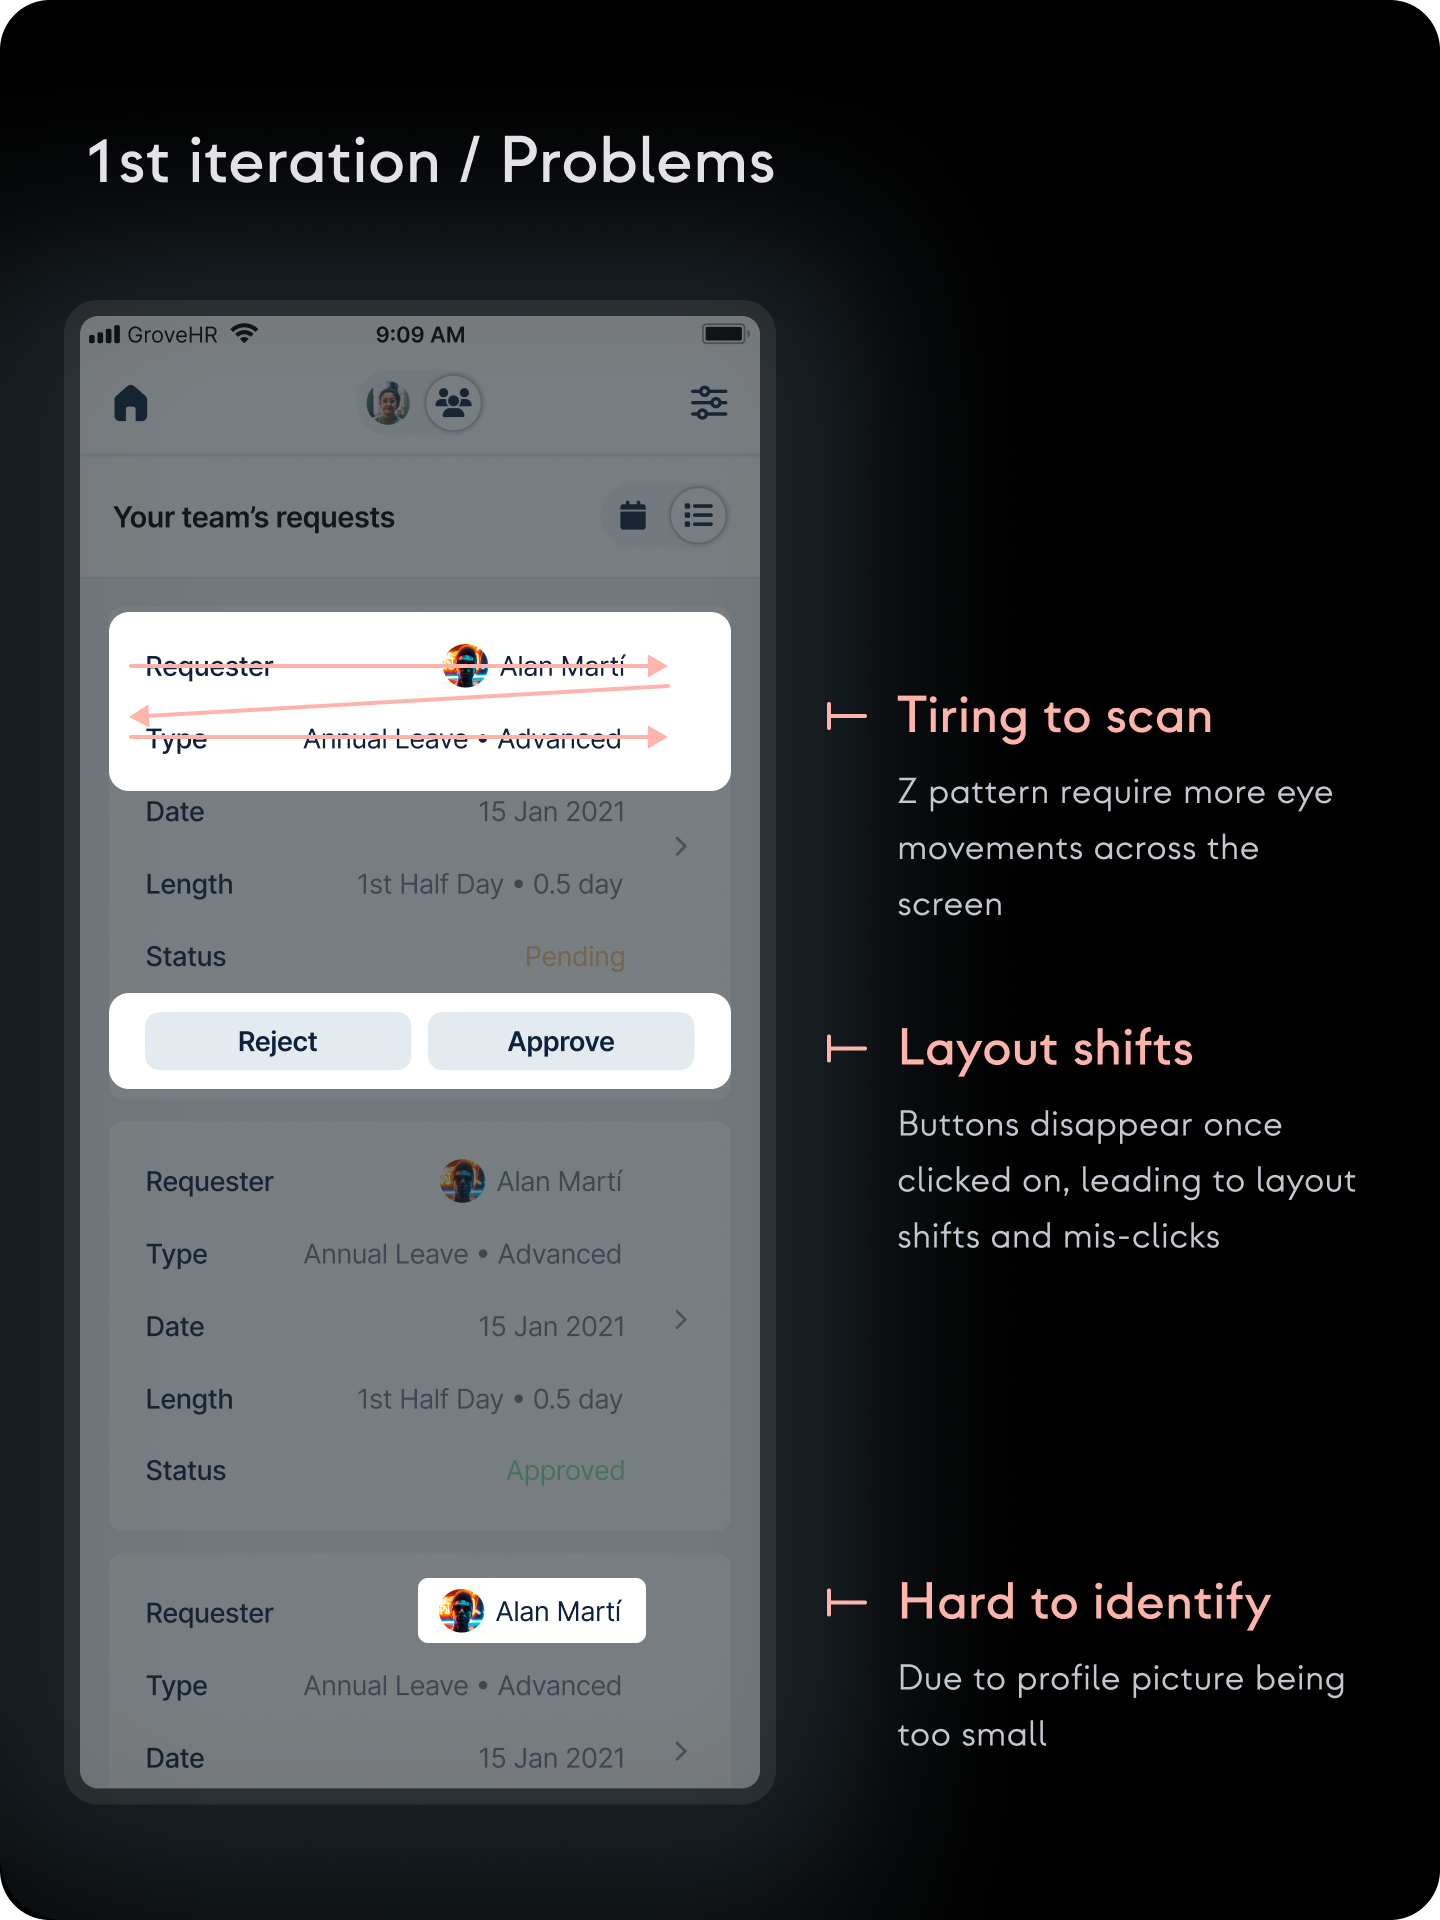 1st iteration / Problems
GroveHR
9:09 AM
Your team’s requests
Requester Alan Martí
Type Annual Leave • Advanced
Date 15 Jan 2021
Length 1st Half Day • 0.5 day
Status Pending
Reject Approve
Requester Alan Martí
Type Annual Leave • Advanced
Date 15 Jan 2021
Length 1st Half Day • 0.5 day
Status Approved
Requester Alan Martí
Type Annual Leave • Advanced
Date 15 Jan 2021
Tiring to scan
Z pattern require more eye
movements across the
screen
Layout shifts
Buttons disappear once
clicked on, leading to layout
shifts and mis-clicks
Hard to identify
Due to profile picture being
too small